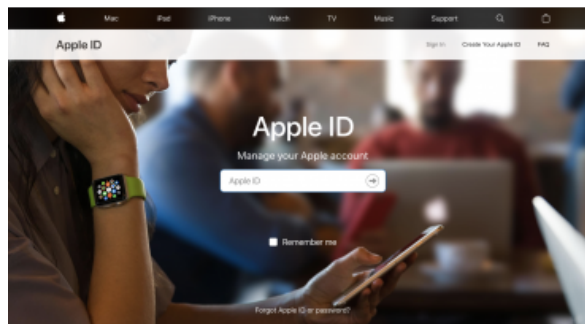 Mac iPad iPhone Watch TV Music Support
Apple ID
Sign In Create Your Apple ID FAQ
Apple ID
Manage your Apple account
Apple ID
Remember me
Forgot Apple ID or password?